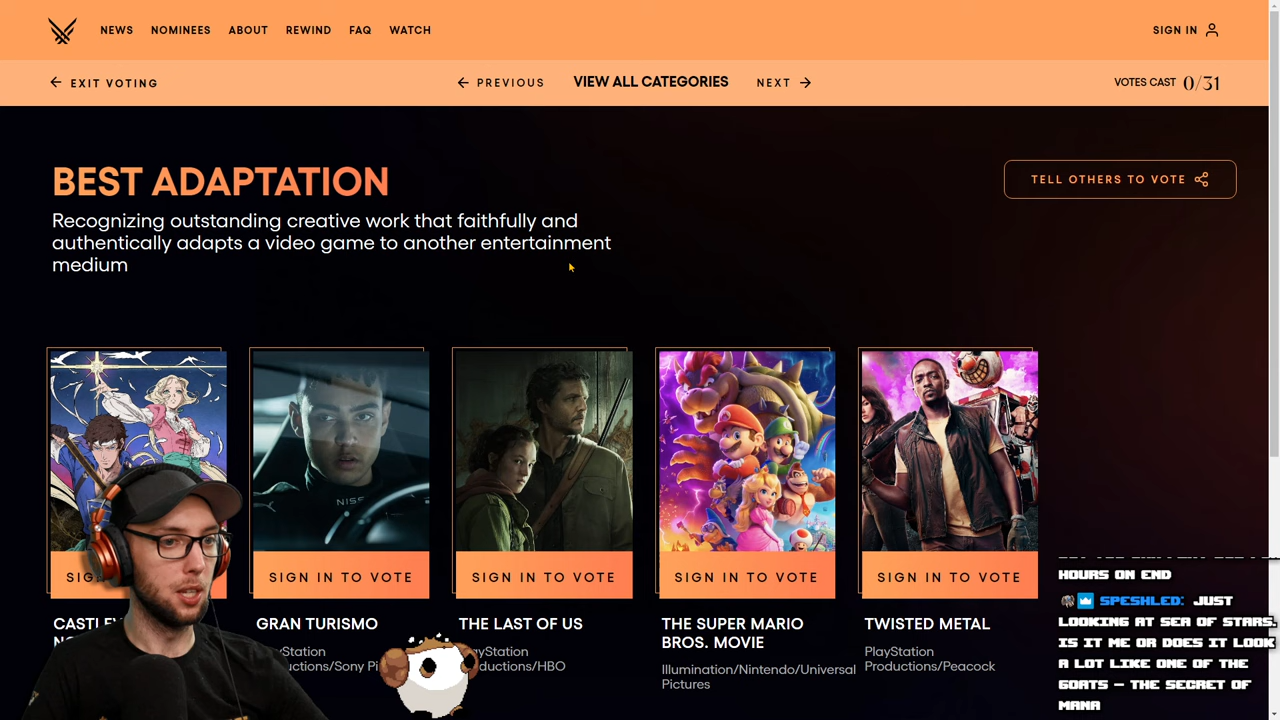 NEWS NOMINEES ABOUT REWIND FAQ WATCH SIGN IN
EXIT VOTING PREVIOUS VIEW ALL CATEGORIES NEXT VOTES CAST 0/31
BEST ADAPTATION
TELL OTHERS TO VOTE
Recognizing outstanding creative work that faithfully and
authentically adapts a video game to another entertainment
medium
NISS
SIGN IN TO VOTE
SIGN IN TO VOTE
SIGN IN TO VOTE
SIGN IN TO VOTE
GRAN TURISMO
THE LAST OF US
THE SUPER MARIO
BROS. MOVIE
Illumination/Nintendo/Universal
Pictures
TWISTED METAL
PlayStation
Productions/Peacock
HOURS ON END
SPESHLED: JUST
LOOKING AT SEA OF STARS.
IS IT ME OR DOES IT LOOK
A LOT LIKE ONE OF THE
GOATS - THE SECRET OF
MANA